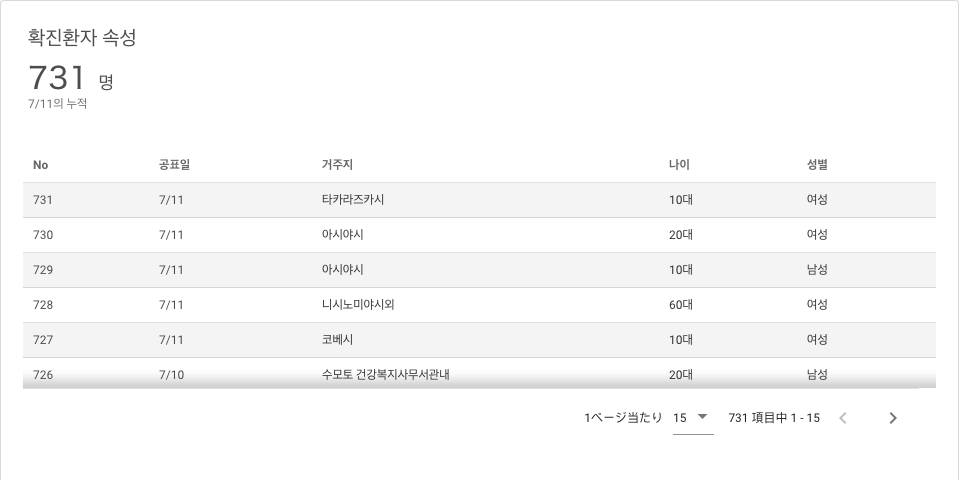 확진환자 속성
731 명
7/11의 누적
No 공표일 거주지 나이 성별
731 7/11 타카라즈카시 10대 여성
730 7/11 아시야시 20대 여성
729 7/11 아시야시 10대 남성
728 7/11 니시노미야시외 60대 여성
727 7/11 코베시 10대 여성
726 7/10 수모토 건강복지사무서관내 20대 남성
1ページ当たり 15 731 項目中 1 - 15